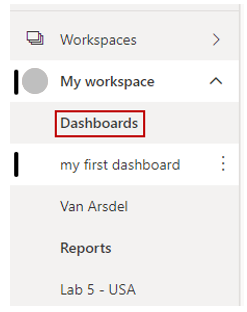 Workspaces
My workspace
Dashboards
my first dashboard
Van Arsdel
Reports
Lab 5 - USA